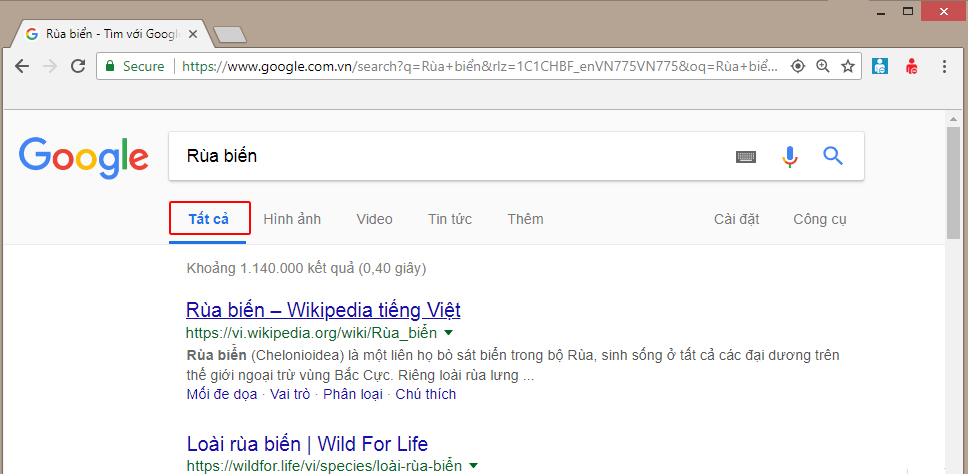 Rùa biển - Tìm với Googl
Secure
https://www.google.com.vn/search?q=Rùa+biển&rlz=1C1CHBF_enVN775VN775&oq=Rùa+biể...
Google
Rùa biến
Tất cả Hình ảnh Video Tin tức Thêm Cài đặt Công cụ
Khoảng 1.140.000 kết quả (0,40 giây)
Rùa biến – Wikipedia tiếng Việt
https://vi.wikipedia.org/wiki/Rùa_biển
Rùa biển (Chelonioidea) là một liên họ bò sát biển trong bộ Rùa, sinh sống ở tất cả các đại dương trên
thế giới ngoại trừ vùng Bắc Cực. Riêng loài rùa lưng ...
Mối đe dọa · Vai trò · Phân loại · Chú thích
Loài rùa biến | Wild For Life
https://wildfor.life/vi/species/loài-rùa-biển